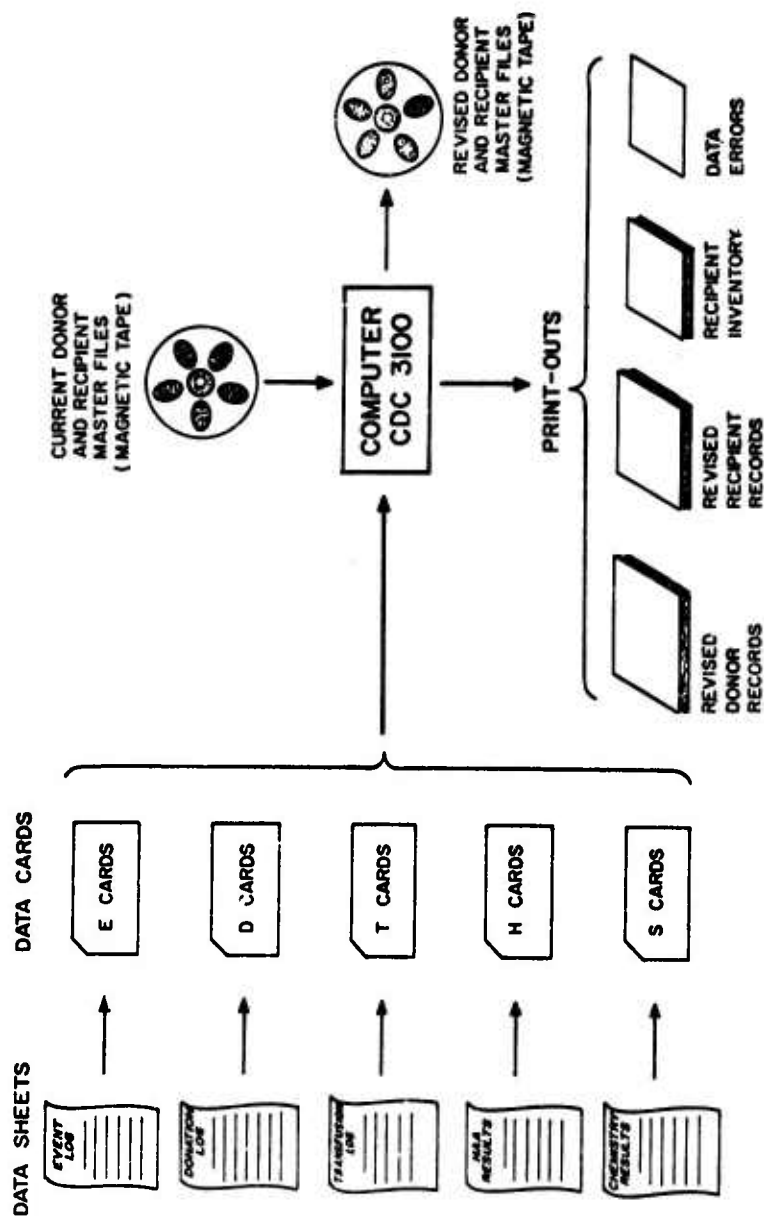 DATA SHEETS
DATA CARDS
EVENT
LOG
E CARDS
DONATION
LOG
D CARDS
TRANSFUSION
LOG
T CARDS
HAA
RESULTS
H CARDS
CHEMISTRY
RESULTS
S CARDS
CURRENT DONOR
AND RECIPIENT
MASTER FILES
(MAGNETIC TAPE)
COMPUTER
CDC 3100
REVISED DONOR
AND RECIPIENT
MASTER FILES
(MAGNETIC TAPE)
PRINT-OUTS
REVISED
DONOR
RECORDS
REVISED
RECIPIENT
RECORDS
RECIPIENT
INVENTORY
DATA
ERRORS